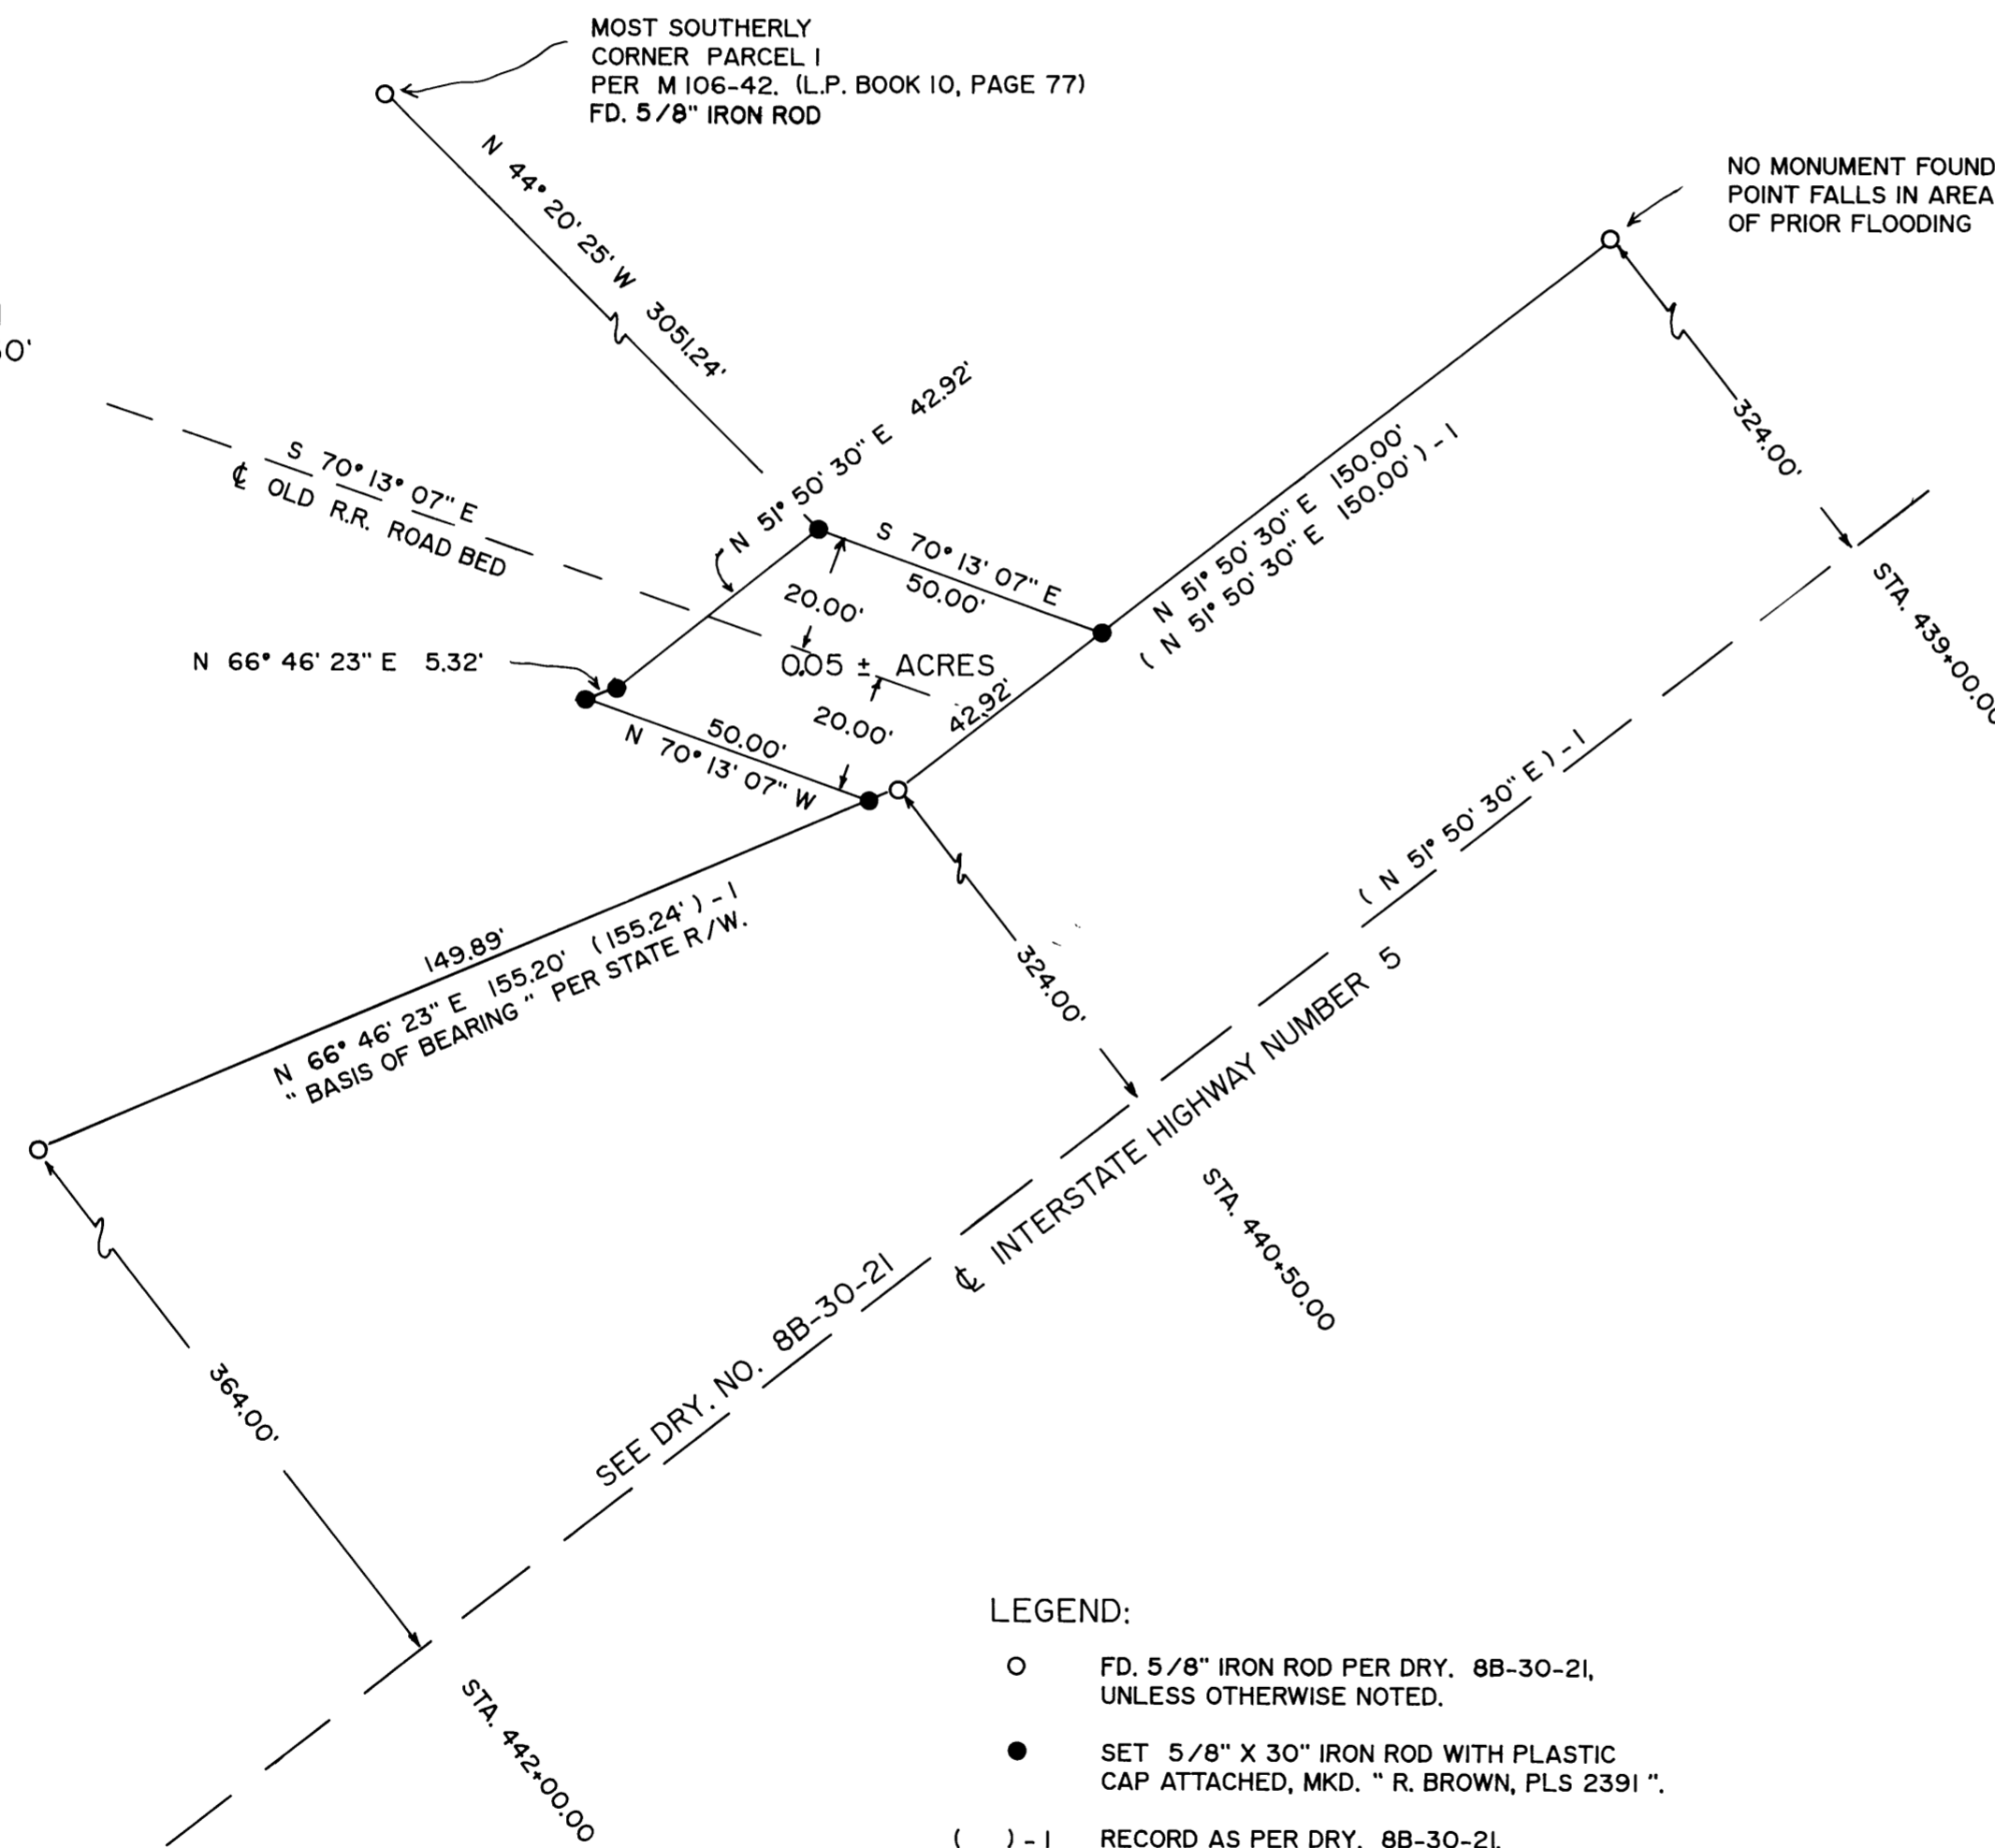 MOST SOUTHERLY
CORNER PARCEL 1
PER M 106-42. (L.P. BOOK 10, PAGE 77)
FD. 5/8" IRON ROD
N 44° 20' 25' W 3051.24'
NO MONUMENT FOUND
POINT FALLS IN AREA
OF PRIOR FLOODING
0'
324.00'
STA. 439+00.00
N 51° 50' 30" E 42.92'
S 70° 13° 07" E
℄ OLD R.R. ROAD BED
S 70° 13' 07" E
50.00'
N 51° 50' 30" E 150.00'
( N 51° 50' 30" E 150.00' ) - 1
20.00'
N 66° 46' 23" E 5.32'
0.05 ± ACRES
42.92'
20.00'
50.00'
N 70° 13' 07" W
( N 51° 50' 30" E ) - 1
149.89'
N 66° 46' 23" E 155.20' (155.24' ) - 1
" BASIS OF BEARING " PER STATE R/W.
324.00'
℄ INTERSTATE HIGHWAY NUMBER 5
STA. 440+50.00
SEE DRY. NO. 8B-30-21
364.00'
STA. 442+00.00
LEGEND:
FD. 5/8" IRON ROD PER DRY. 8B-30-21,
UNLESS OTHERWISE NOTED.
SET 5/8" X 30" IRON ROD WITH PLASTIC
CAP ATTACHED, MKD. " R. BROWN, PLS 2391 ".
( ) - 1 RECORD AS PER DRY. 8B-30-21.